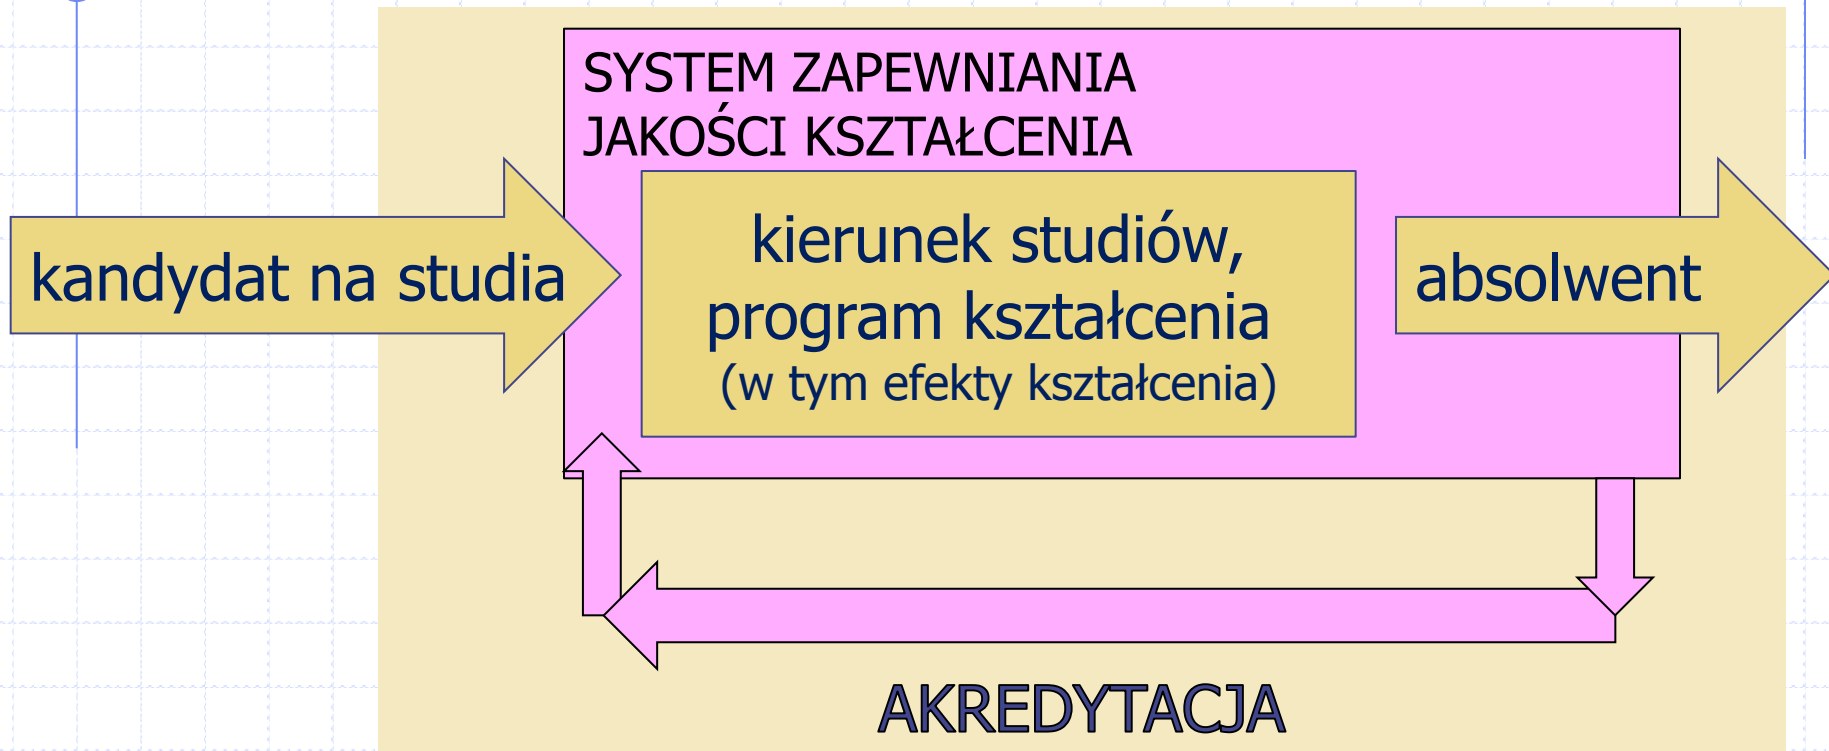 SYSTEM ZAPEWNIANIA
JAKOŚCI KSZTAŁCENIA
kandydat na studia
kierunek studiów,
program kształcenia
(w tym efekty kształcenia)
absolwent
AKREDYTACJA